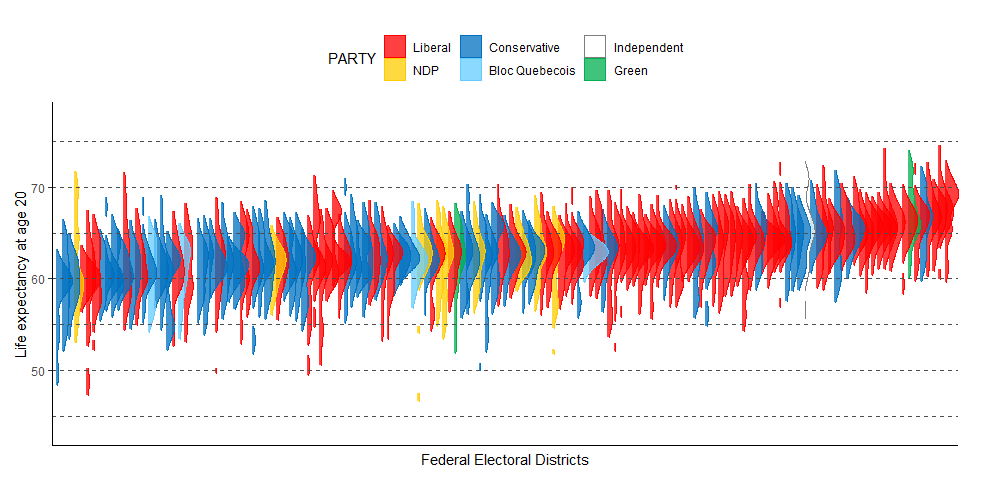 PARTY
Liberal
Conservative
Independent
NDP
Bloc Quebecois
Green
Life expectancy at age 20
70
60
50
Federal Electoral Districts